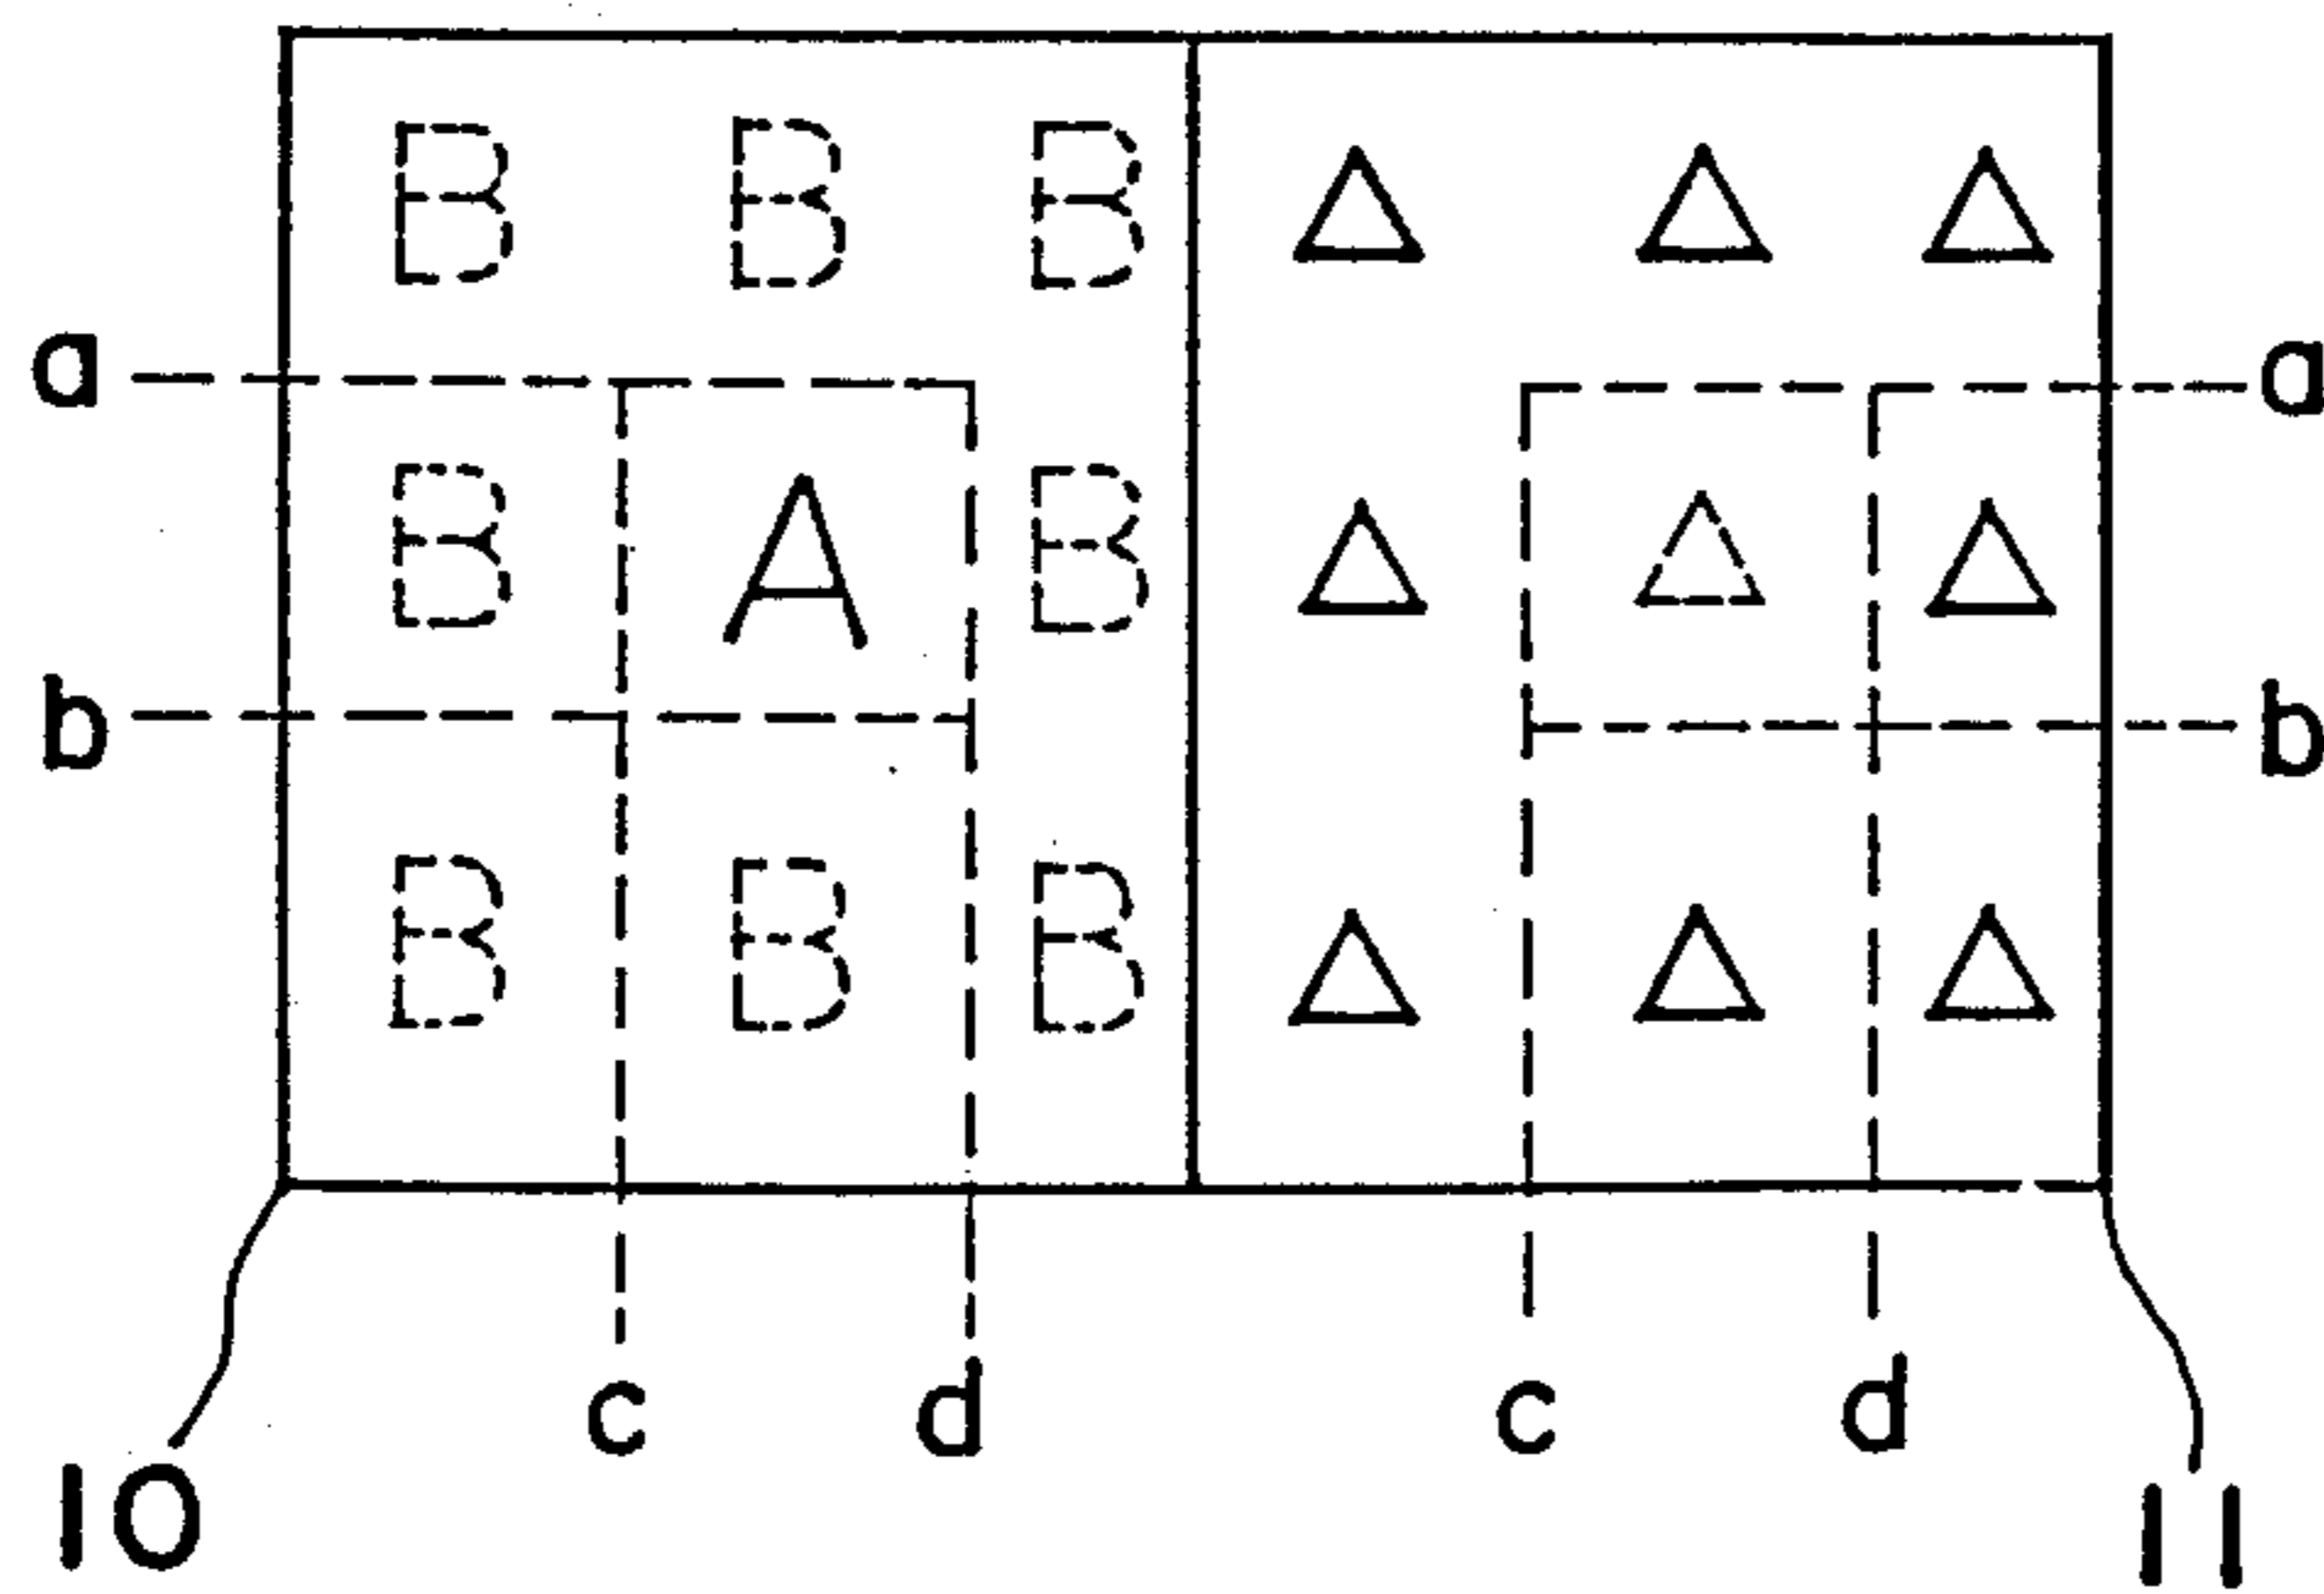 B B B △ △ △
a a
B A B △ △ △
b b
B B B △ △ △
c d c d
10 11